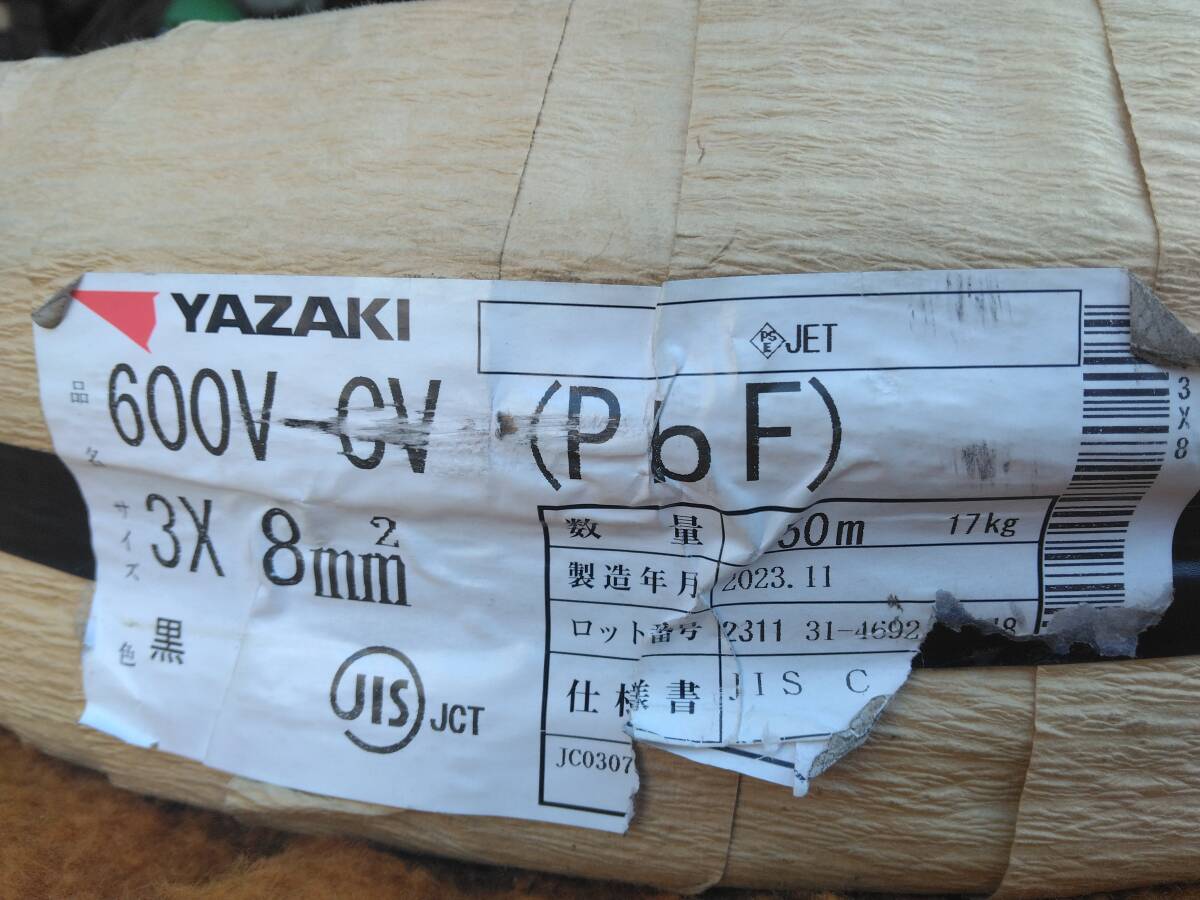 YAZAKI
PSE JET
品名 600V-CV (PbF)
サイズ 3X 8mm²
色 黒
JIS JCT
数量 50m 17kg
製造年月 2023.11
ロット番号 2311 31-4692
仕様書 JIS C
JC0307
3X8